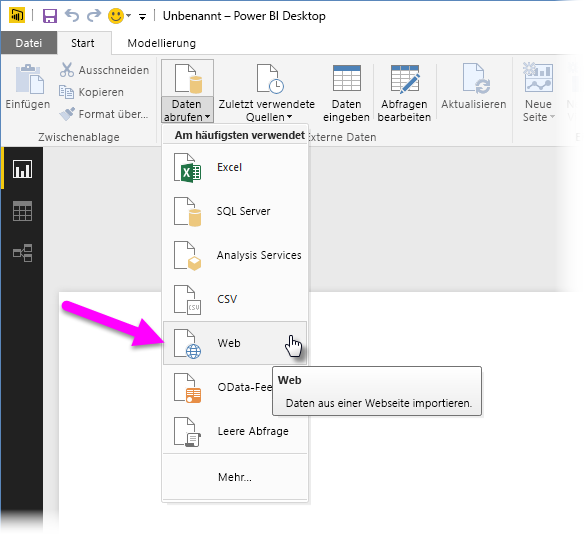 Unbenannt – Power BI Desktop
Datei
Start
Modellierung
Einfügen
Ausschneiden
Kopieren
Format über...
Zwischenablage
Daten
abrufen
Zuletzt verwendete
Quellen
Daten
eingeben
Abfragen
bearbeiten
Aktualisieren
Neue
Seite
Externe Daten
Am häufigsten verwendet
Excel
SQL Server
Analysis Services
CSV
CSV
Web
OData-Fee
Leere Abfrage
Mehr...
Web
Daten aus einer Webseite importieren.